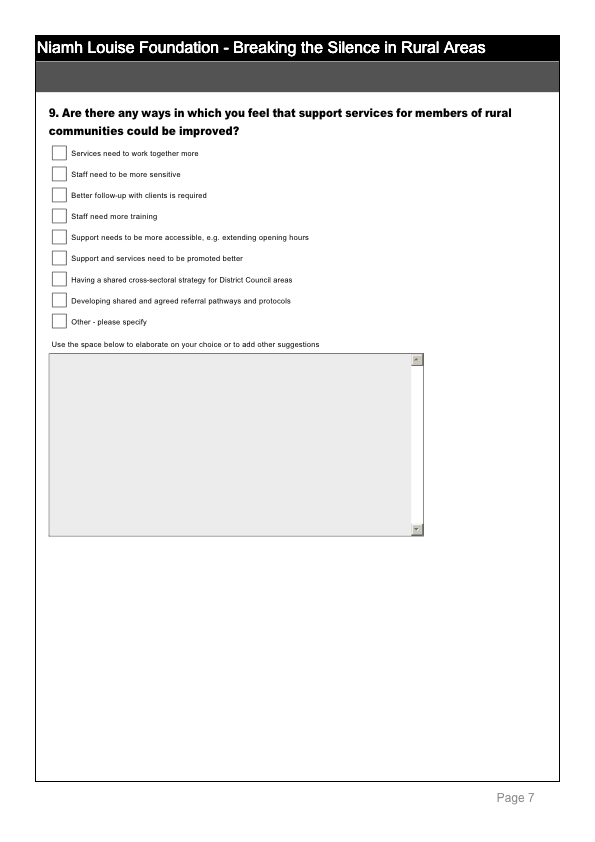 Niamh Louise Foundation - Breaking the Silence in Rural Areas
9. Are there any ways in which you feel that support services for members of rural
communities could be improved?
Services need to work together more
Staff need to be more sensitive
Better follow-up with clients is required
Staff need more training
Support needs to be more accessible, e.g. extending opening hours
Support and services need to be promoted better
Having a shared cross-sectoral strategy for District Council areas
Developing shared and agreed referral pathways and protocols
Other - please specify
Use the space below to elaborate on your choice or to add other suggestions
Page 7